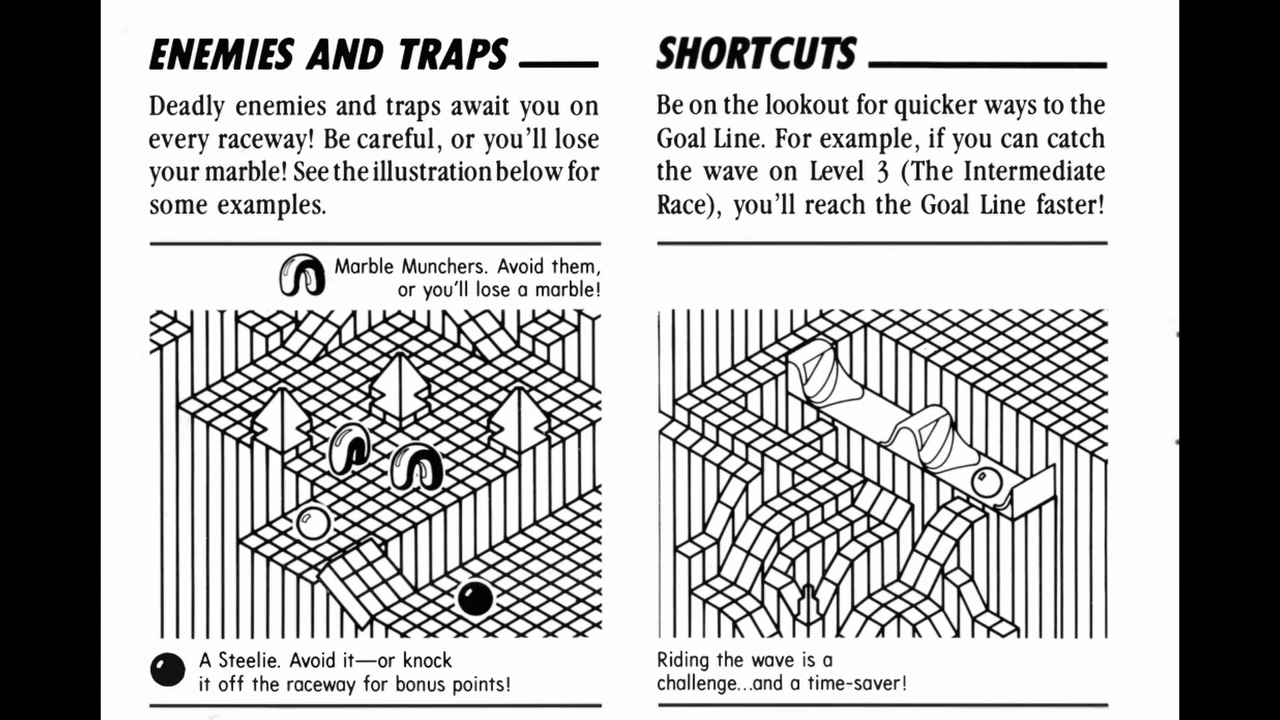 ENEMIES AND TRAPS
Deadly enemies and traps await you on
every raceway! Be careful, or you'll lose
your marble! See the illustration below for
some examples.
Marble Munchers. Avoid them,
or you'll lose a marble!
A Steelie. Avoid it—or knock
it off the raceway for bonus points!
SHORTCUTS
Be on the lookout for quicker ways to the
Goal Line. For example, if you can catch
the wave on Level 3 (The Intermediate
Race), you'll reach the Goal Line faster!
Riding the wave is a
challenge...and a time-saver!